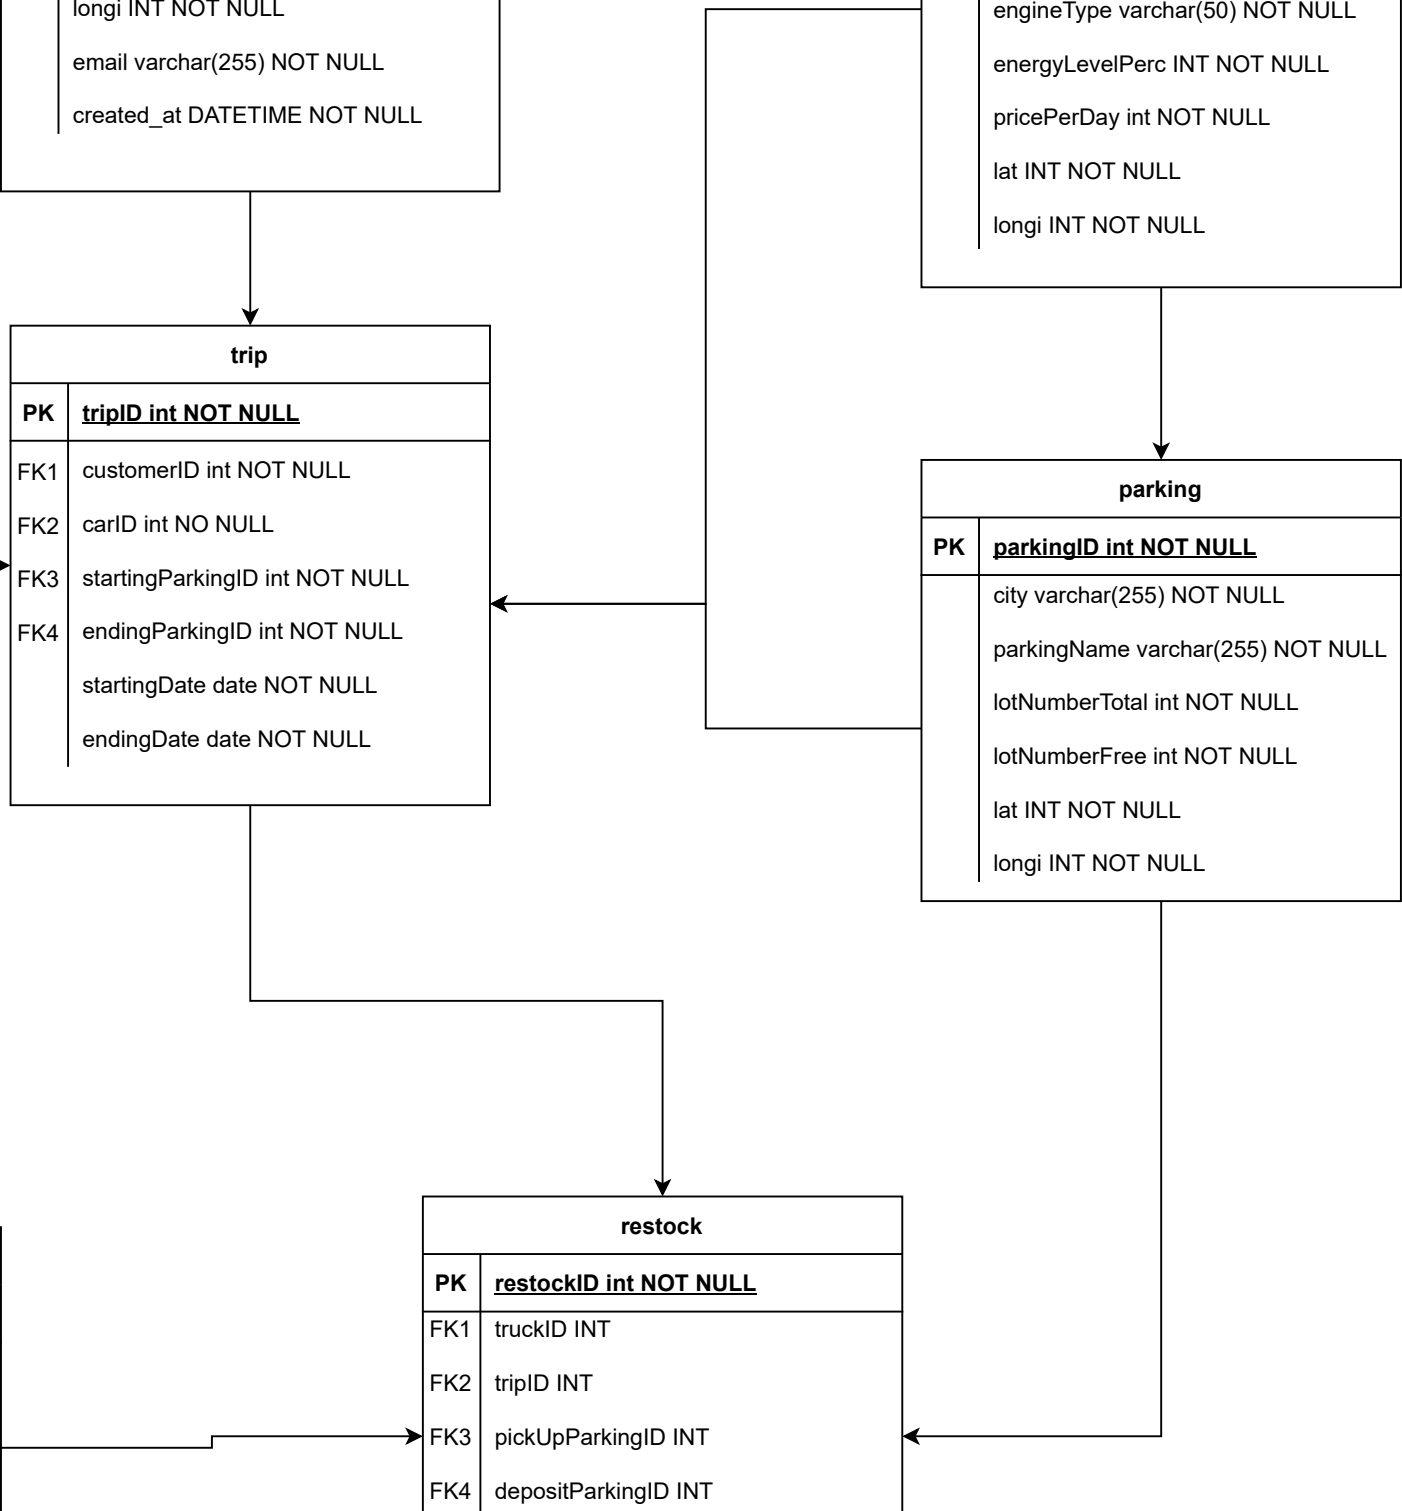 longi INT NOT NULL
email varchar(255) NOT NULL
created_at DATETIME NOT NULL
engineType varchar(50) NOT NULL
energyLevelPerc INT NOT NULL
pricePerDay int NOT NULL
lat INT NOT NULL
longi INT NOT NULL
trip
PK tripID int NOT NULL
FK1 customerID int NOT NULL
FK2 carID int NO NULL
FK3 startingParkingID int NOT NULL
FK4 endingParkingID int NOT NULL
startingDate date NOT NULL
endingDate date NOT NULL
parking
PK parkingID int NOT NULL
city varchar(255) NOT NULL
parkingName varchar(255) NOT NULL
lotNumberTotal int NOT NULL
lotNumberFree int NOT NULL
lat INT NOT NULL
longi INT NOT NULL
restock
PK restockID int NOT NULL
FK1 truckID INT
FK2 tripID INT
FK3 pickUpParkingID INT
FK4 depositParkingID INT